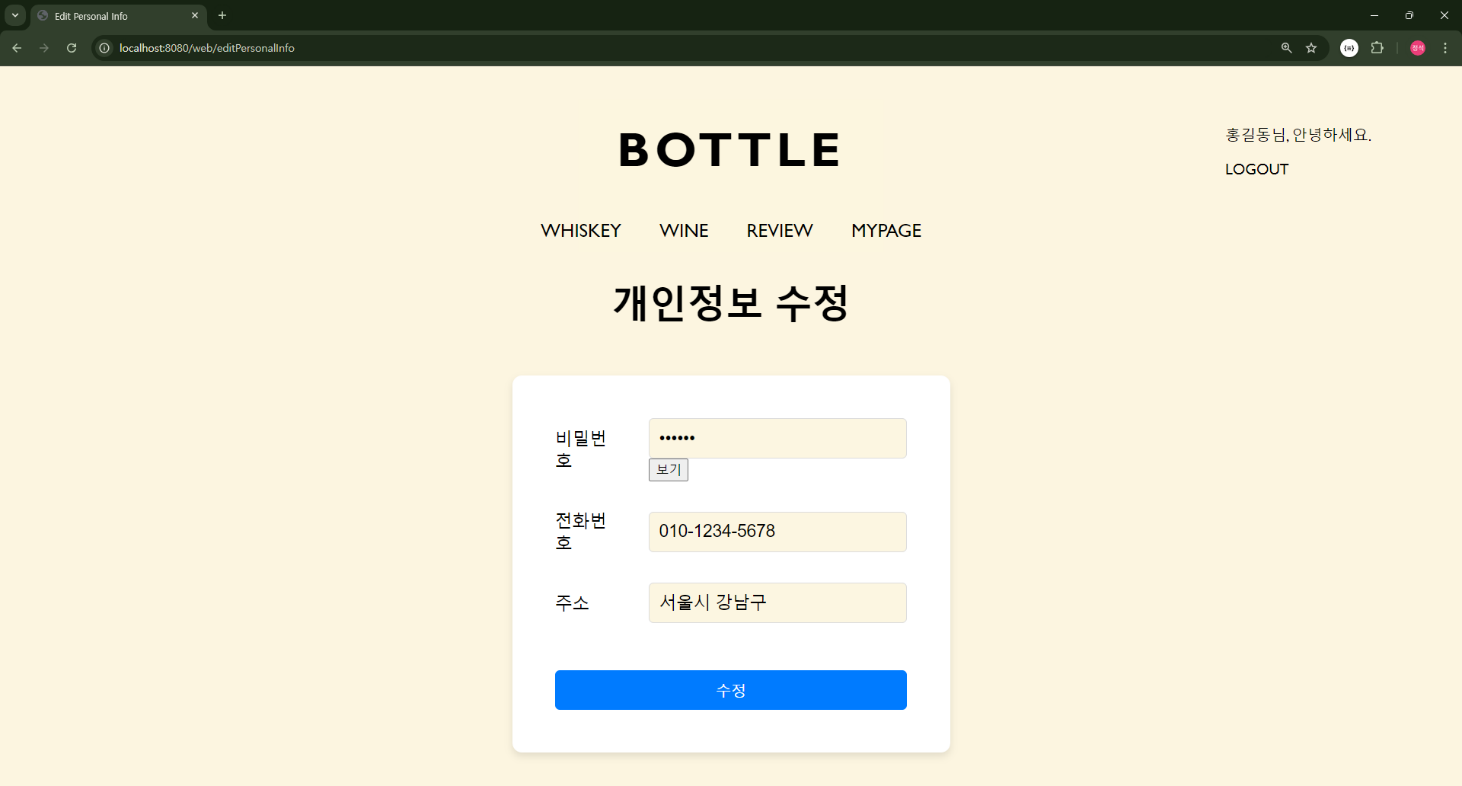 Edit Personal Info
localhost:8080/web/editPersonalInfo
BOTTLE
홍길동님, 안녕하세요.
LOGOUT
WHISKEY WINE REVIEW MYPAGE
개인정보 수정
비밀번
호
••••••
보기
전화번
호
010-1234-5678
주소
서울시 강남구
수정